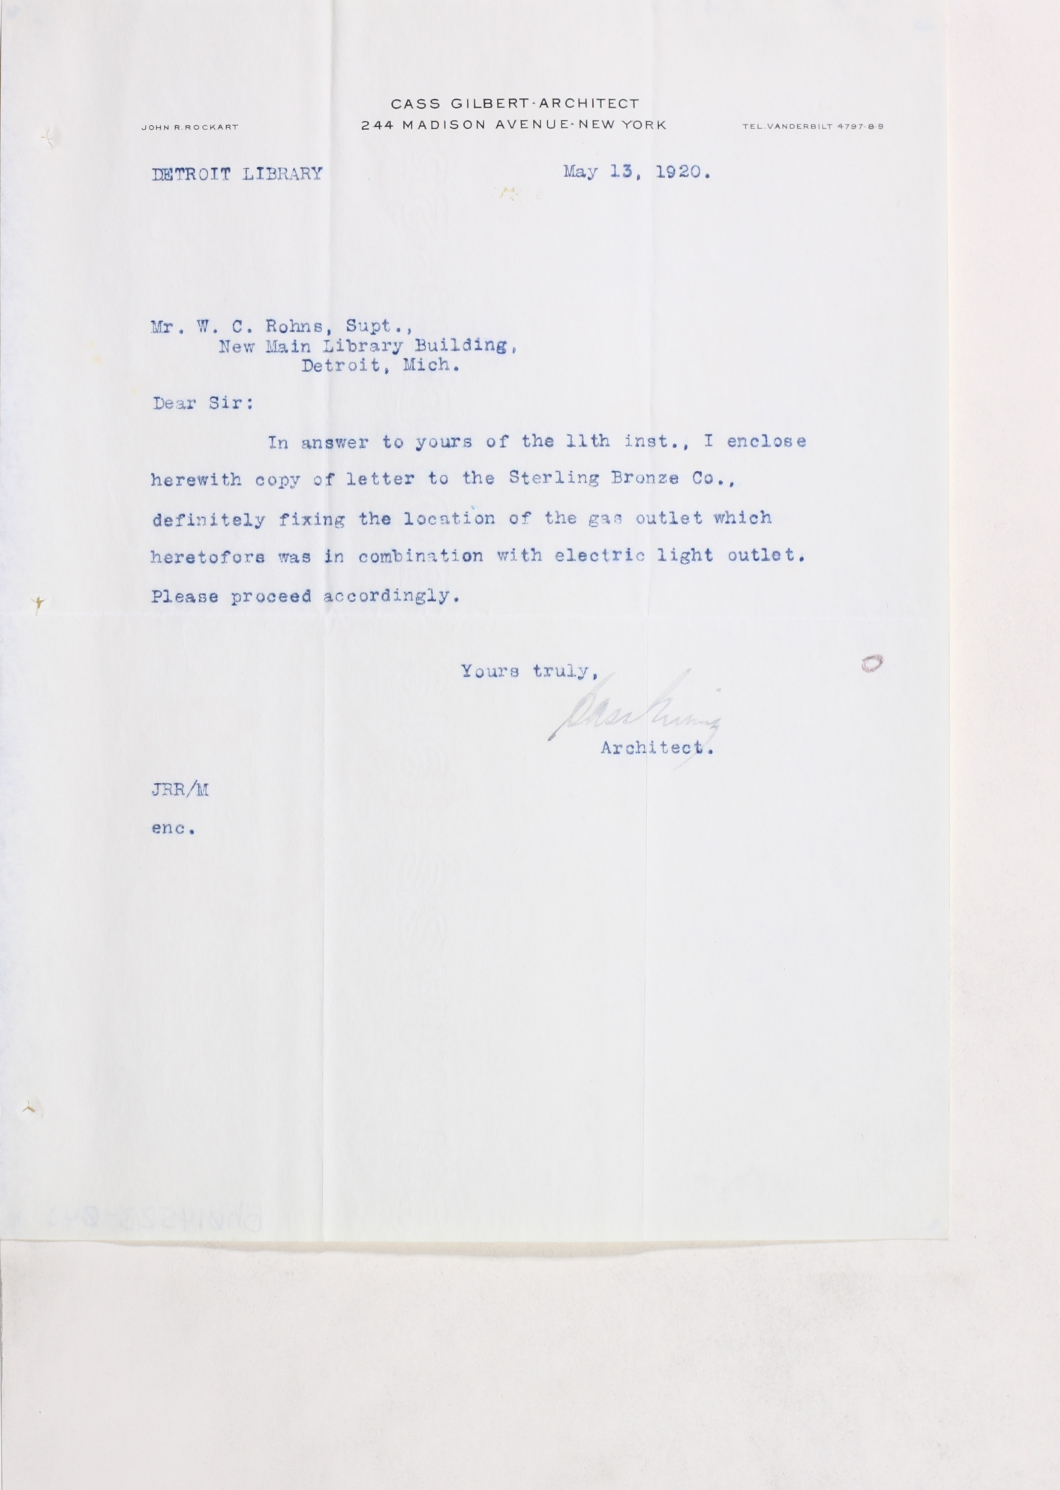 CASS GILBERT·ARCHITECT
244 MADISON AVENUE·NEW YORK
JOHN R. ROCKART
TEL. VANDERBILT 4797-8-9
DETROIT LIBRARY May 13, 1920.
Mr. W. C. Rohns, Supt.,
New Main Library Building,
Detroit, Mich.
Dear Sir:
In answer to yours of the 11th inst., I enclose
herewith copy of letter to the Sterling Bronze Co.,
definitely fixing the location of the gas outlet which
heretofors was in combination with electric light outlet.
Please proceed accordingly.
Yours truly,
Architect.
JRR/M
enc.